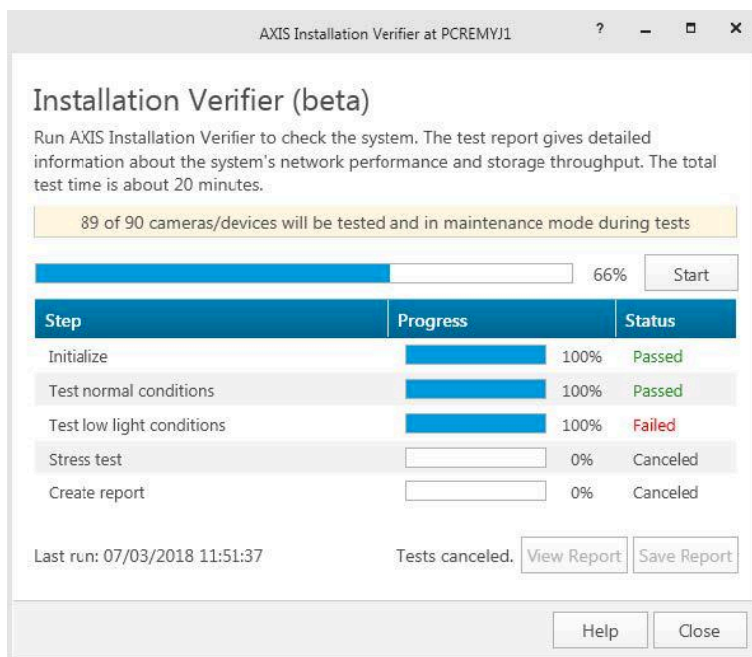 AXIS Installation Verifier at PCREMYJ1 ?
Installation Verifier (beta)
Run AXIS Installation Verifier to check the system. The test report gives detailed
information about the system's network performance and storage throughput. The total
test time is about 20 minutes.
89 of 90 cameras/devices will be tested and in maintenance mode during tests
66% Start
Step Progress Status
Initialize 100% Passed
Test normal conditions 100% Passed
Test low light conditions 100% Failed
Stress test 0% Canceled
Create report 0% Canceled
Last run: 07/03/2018 11:51:37 Tests canceled. View Report Save Report
Help Close